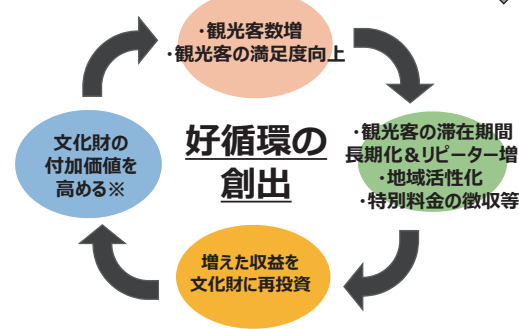 ・観光客数増
・観光客の満足度向上
文化財の
付加価値を
高める※
好循環の
創出
・観光客の滞在期間
長期化＆リピーター増
・地域活性化
・特別料金の徴収等
増えた収益を
文化財に再投資